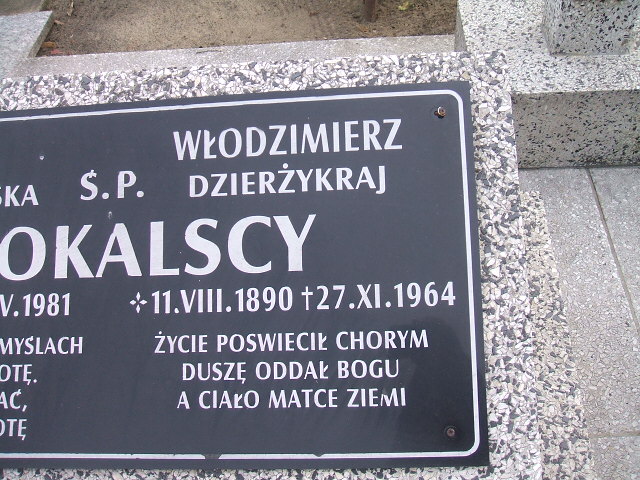 WŁODZIMIERZ
SKA Ś.P. DZIERŻYKRAJ
OKALSCY
V.1981 11.VIII.1890 †27.XI.1964
MYSLACH ŻYCIE POSWIECIŁ CHORYM
OTĘ. DUSZĘ ODDAŁ BOGU
AĆ, A CIAŁO MATCE ZIEMI
OTĘ